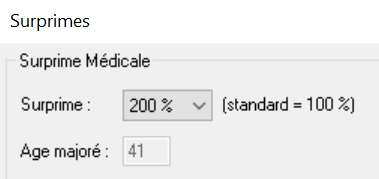 Surprimes
Surprime Médicale
Surprime : 200 % (standard = 100 %)
Age majoré : 41